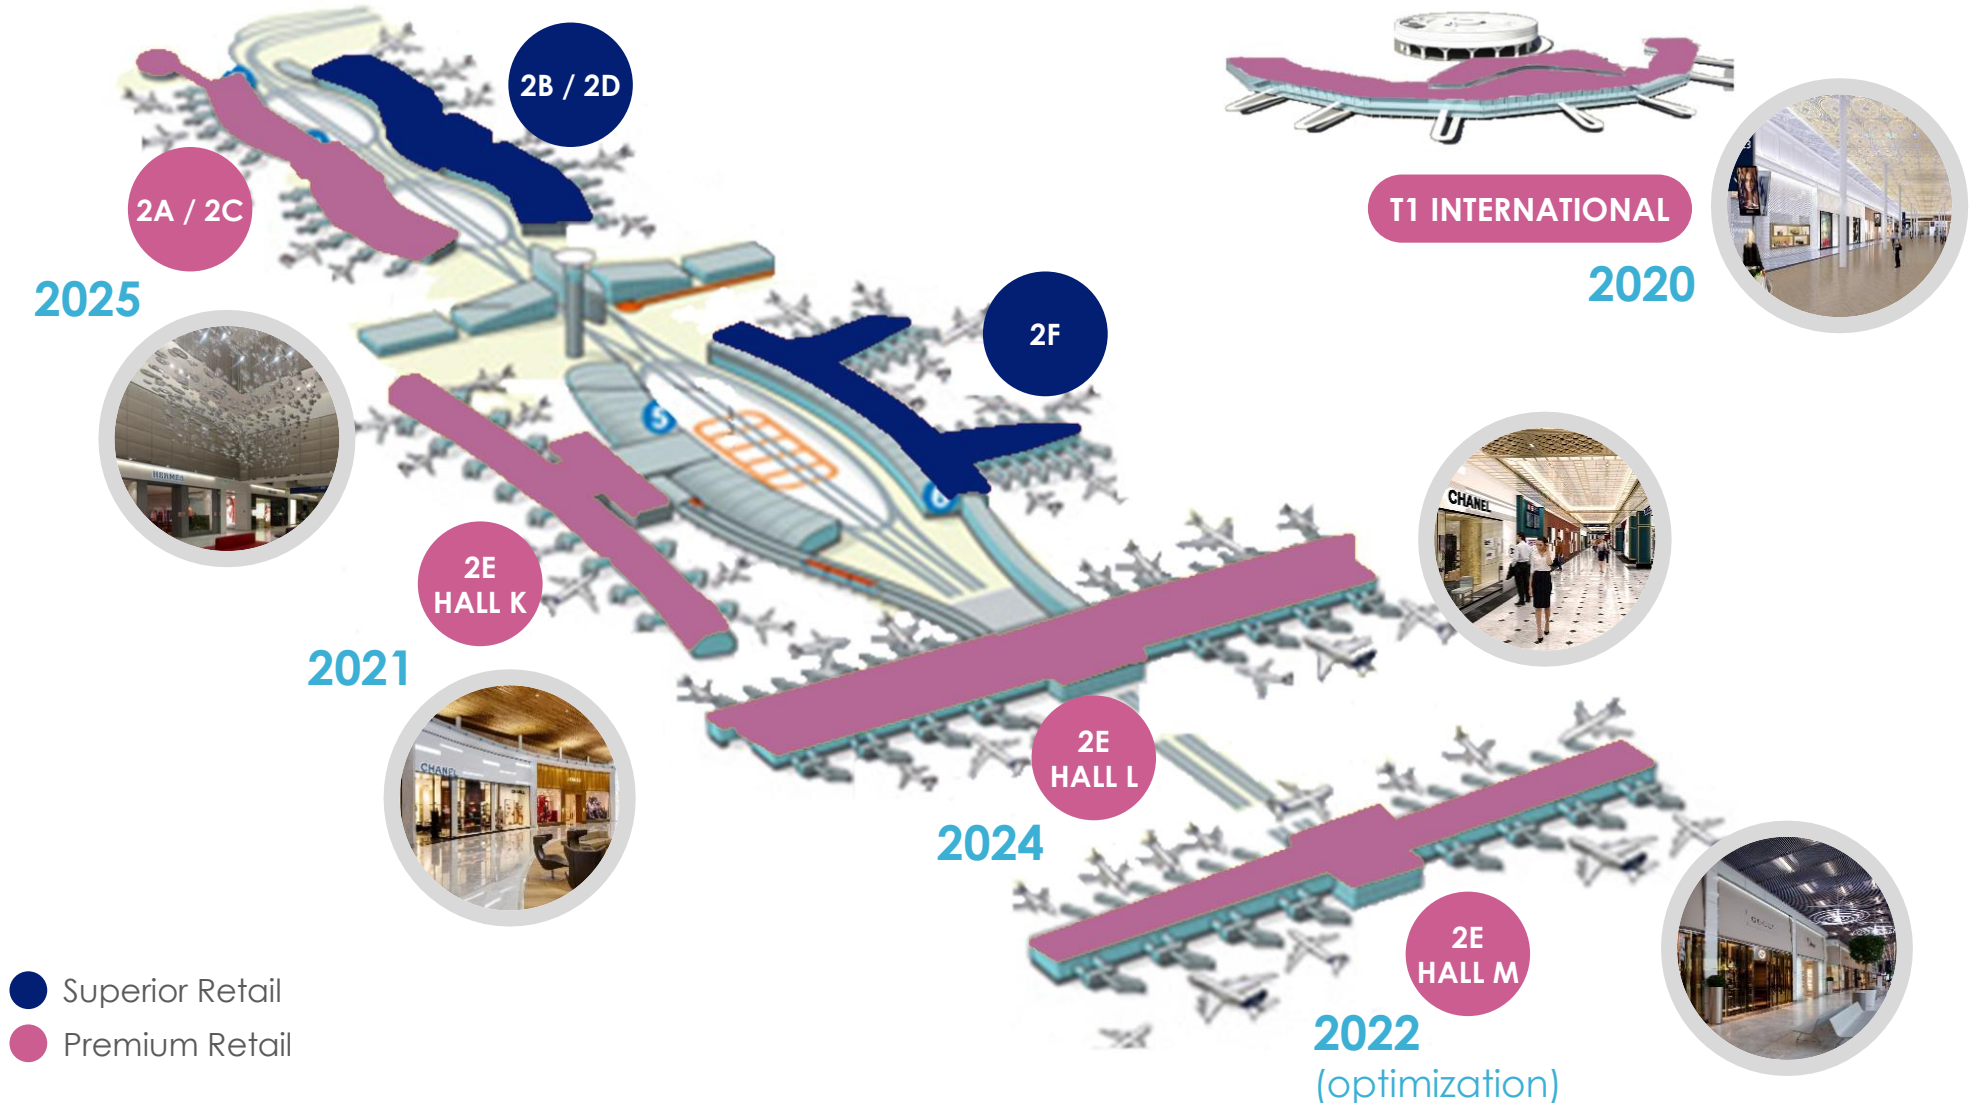 2B / 2D
2A / 2C
2025
T1 INTERNATIONAL
2020
2F
HERMES
5
CHANEL
2E
HALL K
2021
CHANEL
2E
HALL L
2024
2E
HALL M
2022
(optimization)
Superior Retail
Premium Retail